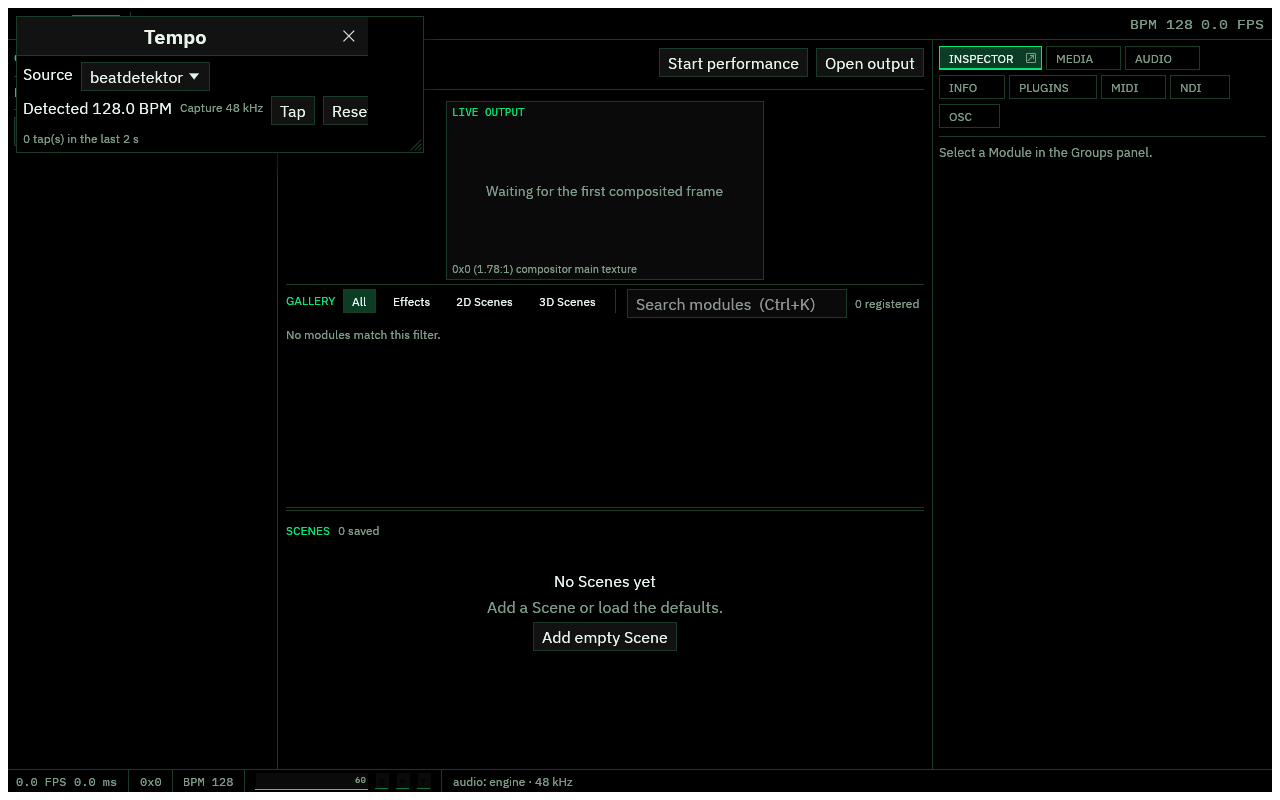 BPM 128 0.0 FPS
Tempo
Source
beatdetektor
Detected 128.0 BPM
Capture 48 kHz
Tap
Rese
0 tap(s) in the last 2 s
Start performance
Open output
LIVE OUTPUT
Waiting for the first composited frame
0x0 (1.78:1) compositor main texture
GALLERY
All
Effects
2D Scenes
3D Scenes
Search modules (Ctrl+K)
0 registered
No modules match this filter.
SCENES
0 saved
No Scenes yet
Add a Scene or load the defaults.
Add empty Scene
INSPECTOR
MEDIA
AUDIO
INFO
PLUGINS
MIDI
NDI
OSC
Select a Module in the Groups panel.
0.0 FPS 0.0 ms
0x0
BPM 128
60
audio: engine · 48 kHz